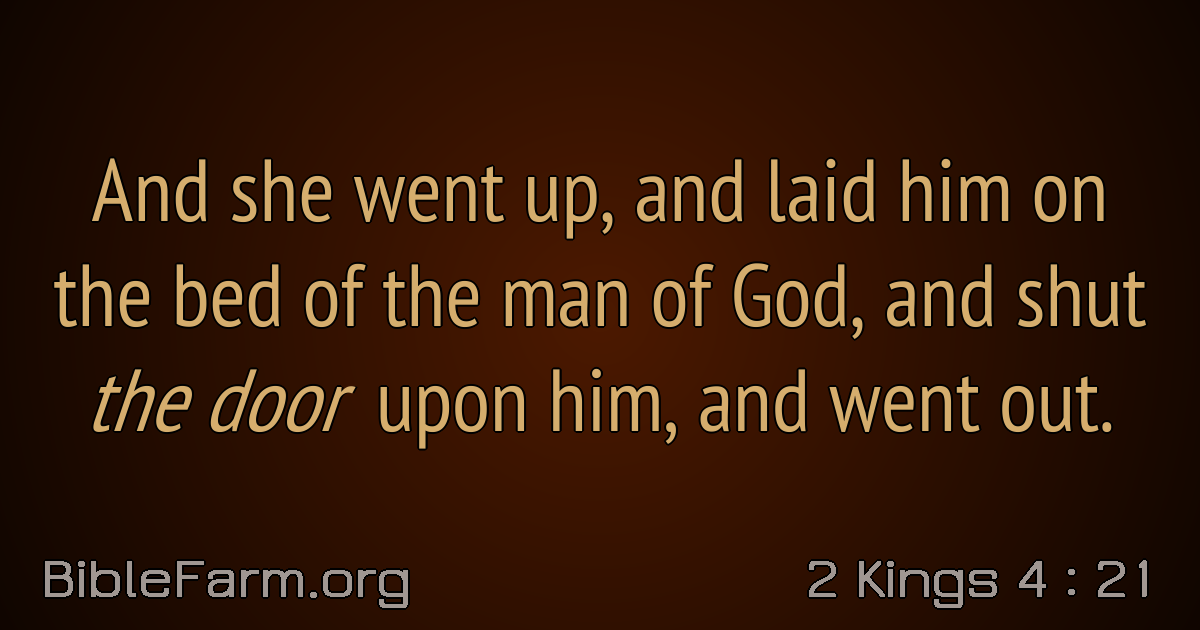 And she went up, and laid him on
the bed of the man of God, and shut
the door upon him, and went out.
BibleFarm.org
2 Kings 4 : 21